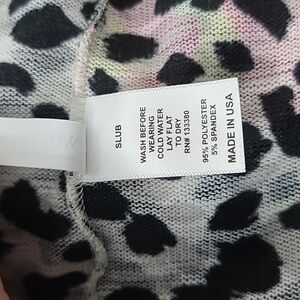 SLUB
WASH BEFORE
WEARING
COLD WATER
LAY FLAT
TO DRY
RN# 133380
95% POLYESTER
5% SPANDEX
MADE IN USA